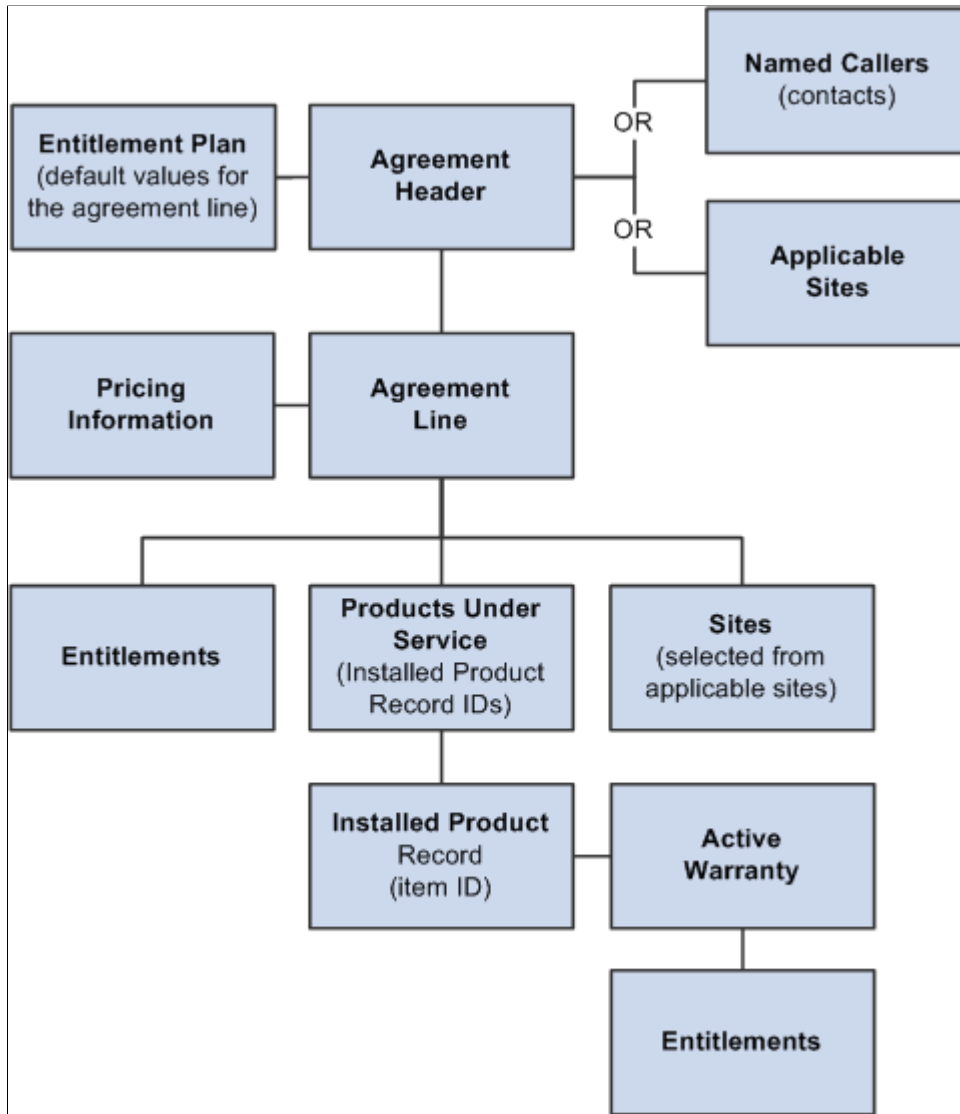 Named Callers
(contacts)
OR
Entitlement Plan
(default values for
the agreement line)
Agreement
Header
OR
Applicable
Sites
Pricing
Information
Agreement
Line
Entitlements
Products Under
Service
(Installed Product
Record IDs)
Sites
(selected from
applicable sites)
Installed Product
Record
(item ID)
Active
Warranty
Entitlements